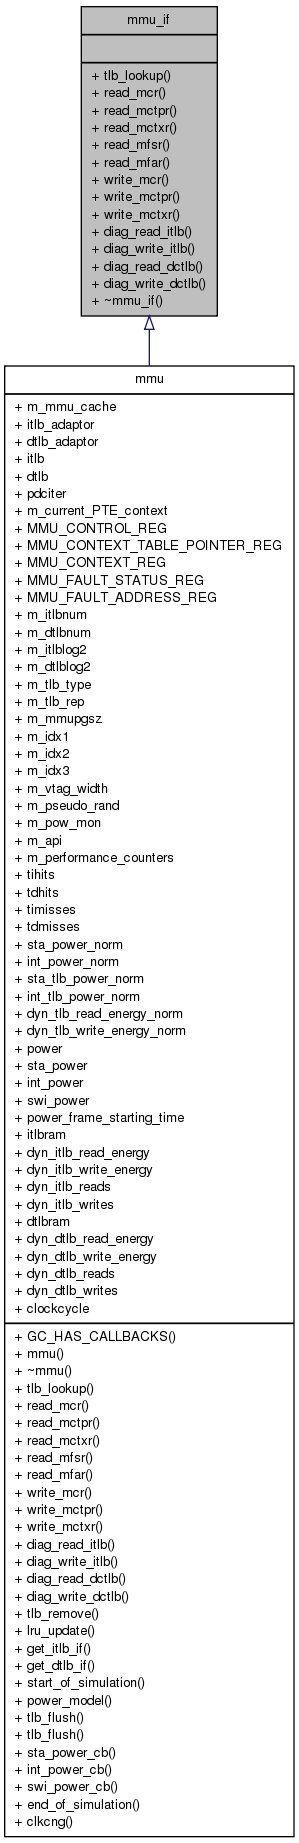 mmu_if
+ tlb_lookup()
+ read_mcr()
+ read_mctpr()
+ read_mctxr()
+ read_mfsr()
+ read_mfar()
+ write_mcr()
+ write_mctpr()
+ write_mctxr()
+ diag_read_itlb()
+ diag_write_itlb()
+ diag_read_dctlb()
+ diag_write_dctlb()
+ ~mmu_if()
mmu
+ m_mmu_cache
+ itlb_adaptor
+ dtlb_adaptor
+ itlb
+ dtlb
+ pdciter
+ m_current_PTE_context
+ MMU_CONTROL_REG
+ MMU_CONTEXT_TABLE_POINTER_REG
+ MMU_CONTEXT_REG
+ MMU_FAULT_STATUS_REG
+ MMU_FAULT_ADDRESS_REG
+ m_itlbnum
+ m_dtlbnum
+ m_itlblog2
+ m_dtlblog2
+ m_tlb_type
+ m_tlb_rep
+ m_mmupgsz
+ m_idx1
+ m_idx2
+ m_idx3
+ m_vtag_width
+ m_pseudo_rand
+ m_pow_mon
+ m_api
+ m_performance_counters
+ tihits
+ tdhits
+ timisses
+ tdmisses
+ sta_power_norm
+ int_power_norm
+ sta_tlb_power_norm
+ int_tlb_power_norm
+ dyn_tlb_read_energy_norm
+ dyn_tlb_write_energy_norm
+ power
+ sta_power
+ int_power
+ swi_power
+ power_frame_starting_time
+ itlbram
+ dyn_itlb_read_energy
+ dyn_itlb_write_energy
+ dyn_itlb_reads
+ dyn_itlb_writes
+ dtlbram
+ dyn_dtlb_read_energy
+ dyn_dtlb_write_energy
+ dyn_dtlb_reads
+ dyn_dtlb_writes
+ clockcycle
+ GC_HAS_CALLBACKS()
+ mmu()
+ ~mmu()
+ tlb_lookup()
+ read_mcr()
+ read_mctpr()
+ read_mctxr()
+ read_mfsr()
+ read_mfar()
+ write_mcr()
+ write_mctpr()
+ write_mctxr()
+ diag_read_itlb()
+ diag_write_itlb()
+ diag_read_dctlb()
+ diag_write_dctlb()
+ tlb_remove()
+ lru_update()
+ get_itlb_if()
+ get_dtlb_if()
+ start_of_simulation()
+ power_model()
+ tlb_flush()
+ tlb_flush()
+ sta_power_cb()
+ int_power_cb()
+ swi_power_cb()
+ end_of_simulation()
+ clkcng()